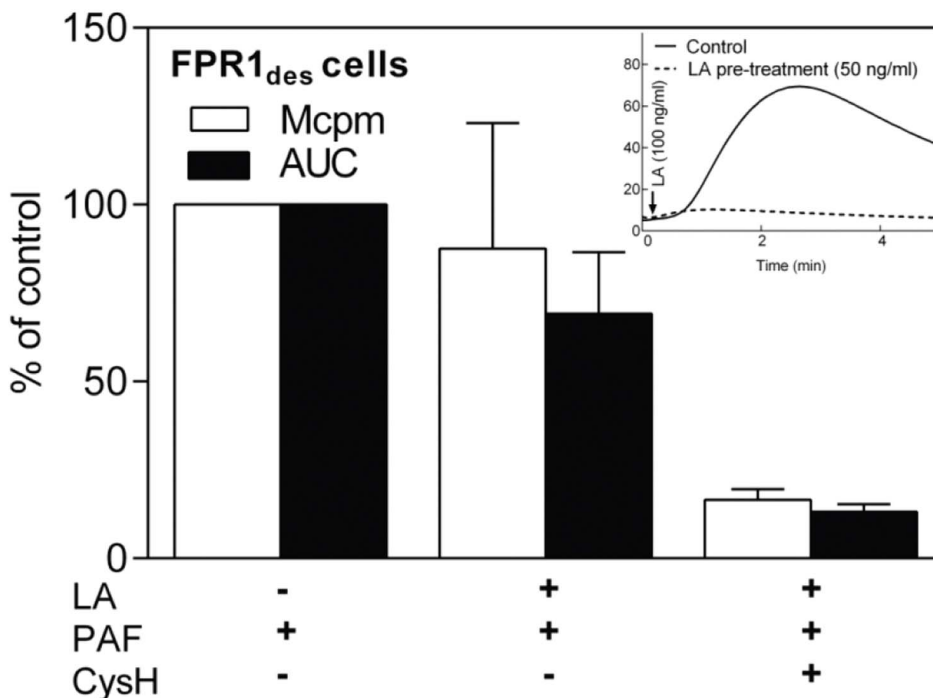 FPR1des cells
Mcpm
AUC
% of control
150
100
50
0
Control
LA pre-treatment (50 ng/ml)
LA (100 ng/ml)
80
60
40
20
0
0 2 4
Time (min)
LA - + +
PAF + + +
CysH - - +